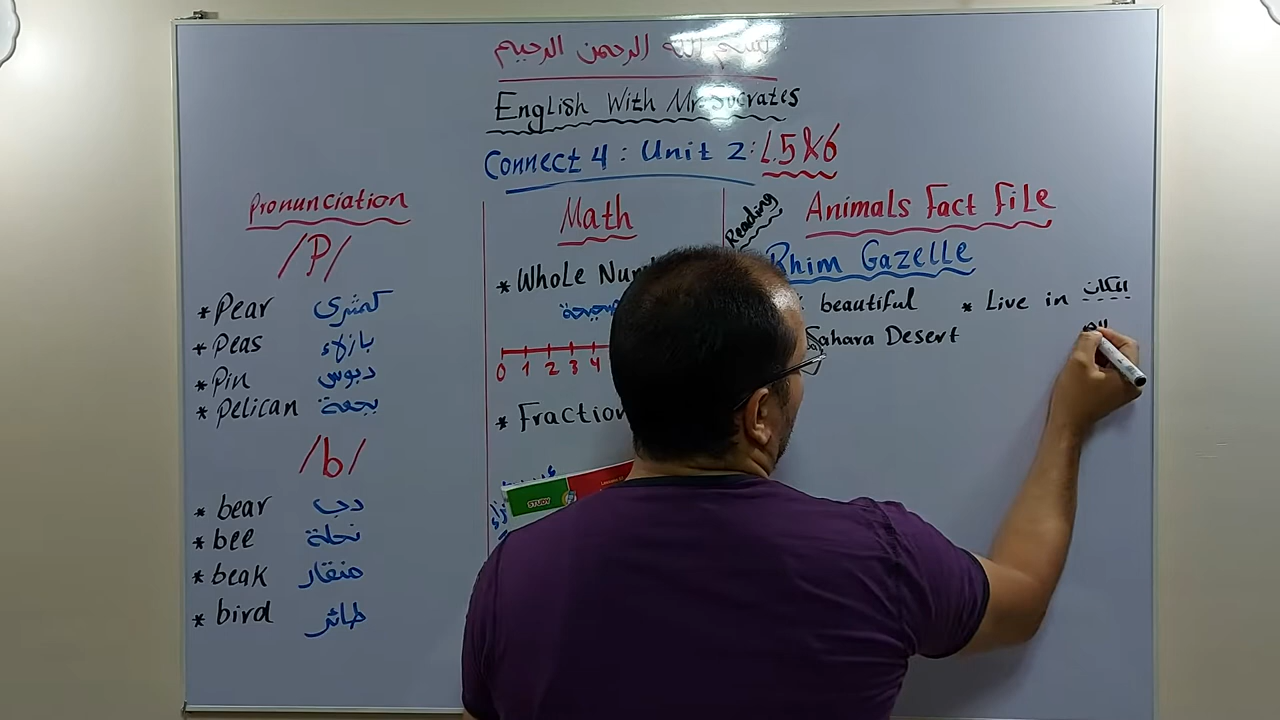 بسم الله الرحمن الرحيم
English With Mr. Socrates
Connect 4 : Unit 2: L.5&6
Pronunciation
/P/
* Pear كمثرى
* Peas بازلاء
* Pin دبوس
* Pelican بجعة
/b/
* bear دب
* bee نحلة
* beak منقار
* bird طائر
Math
* Whole
0 1 2 3 4
* Fraction
STUDY
Reading
Animals Fact File
Rhim Gazelle
beautiful
Sahara Desert
* Live in المكان